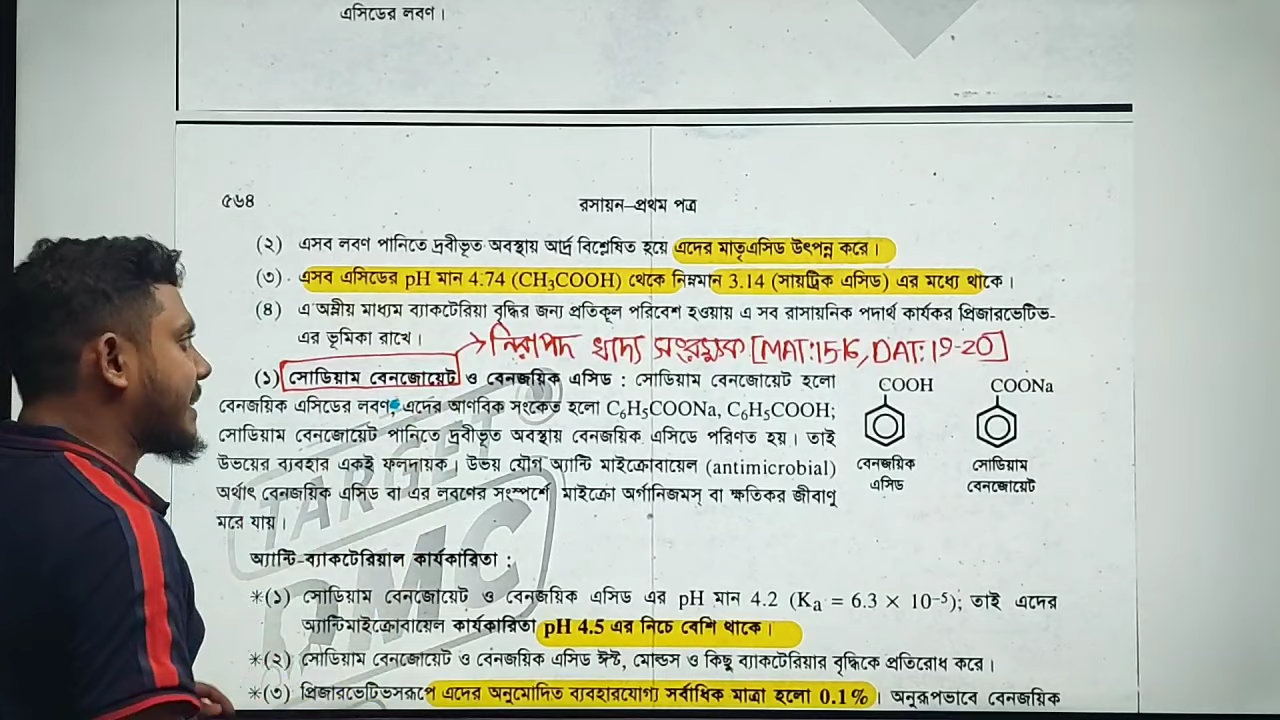 এসিডের লবণ।
৫৬৪
রসায়ন–প্রথম পত্র
(২) এসব লবণ পানিতে দ্রবীভূত অবস্থায় আর্দ্র বিশ্লেষিত হয়ে এদের মাতৃএসিড উৎপন্ন করে।
(৩) এসব এসিডের pH মান 4.74 (CH₃COOH) থেকে নিম্নমান 3.14 (সায়ট্রিক এসিড) এর মধ্যে থাকে।
(৪) এ অম্লীয় মাধ্যম ব্যাকটেরিয়া বৃদ্ধির জন্য প্রতিকূল পরিবেশ হওয়ায় এ সব রাসায়নিক পদার্থ কার্যকর প্রিজারভেটিভ-
এর ভূমিকা রাখে।
→ নিরাপদ খাদ্য সংরক্ষক [MAT:15-16, DAT:19-20]
(১) সোডিয়াম বেনজোয়েট ও বেনজয়িক এসিড : সোডিয়াম বেনজোয়েট হলো
বেনজয়িক এসিডের লবণ, এদের আণবিক সংকেত হলো C₆H₅COONa, C₆H₅COOH;
সোডিয়াম বেনজোয়েট পানিতে দ্রবীভূত অবস্থায় বেনজয়িক এসিডে পরিণত হয়। তাই
উভয়ের ব্যবহার একই ফলদায়ক। উভয় যৌগ অ্যান্টি মাইক্রোবায়েল (antimicrobial)
অর্থাৎ বেনজয়িক এসিড বা এর লবণের সংস্পর্শে মাইক্রো অর্গানিজমস্ বা ক্ষতিকর জীবাণু
মরে যায়।
COOH
বেনজয়িক
এসিড
COONa
সোডিয়াম
বেনজোয়েট
TARGET
DMC
অ্যান্টি-ব্যাকটেরিয়াল কার্যকারিতা :
*(১) সোডিয়াম বেনজোয়েট ও বেনজয়িক এসিড এর pH মান 4.2 (Kₐ = 6.3 × 10⁻⁵); তাই এদের
অ্যান্টিমাইক্রোবায়েল কার্যকারিতা pH 4.5 এর নিচে বেশি থাকে।
*(২) সোডিয়াম বেনজোয়েট ও বেনজয়িক এসিড ঈস্ট, মোল্ডস ও কিছু ব্যাকটেরিয়ার বৃদ্ধিকে প্রতিরোধ করে।
*(৩) প্রিজারভেটিভসরূপে এদের অনুমোদিত ব্যবহারযোগ্য সর্বাধিক মাত্রা হলো 0.1%। অনুরূপভাবে বেনজয়িক